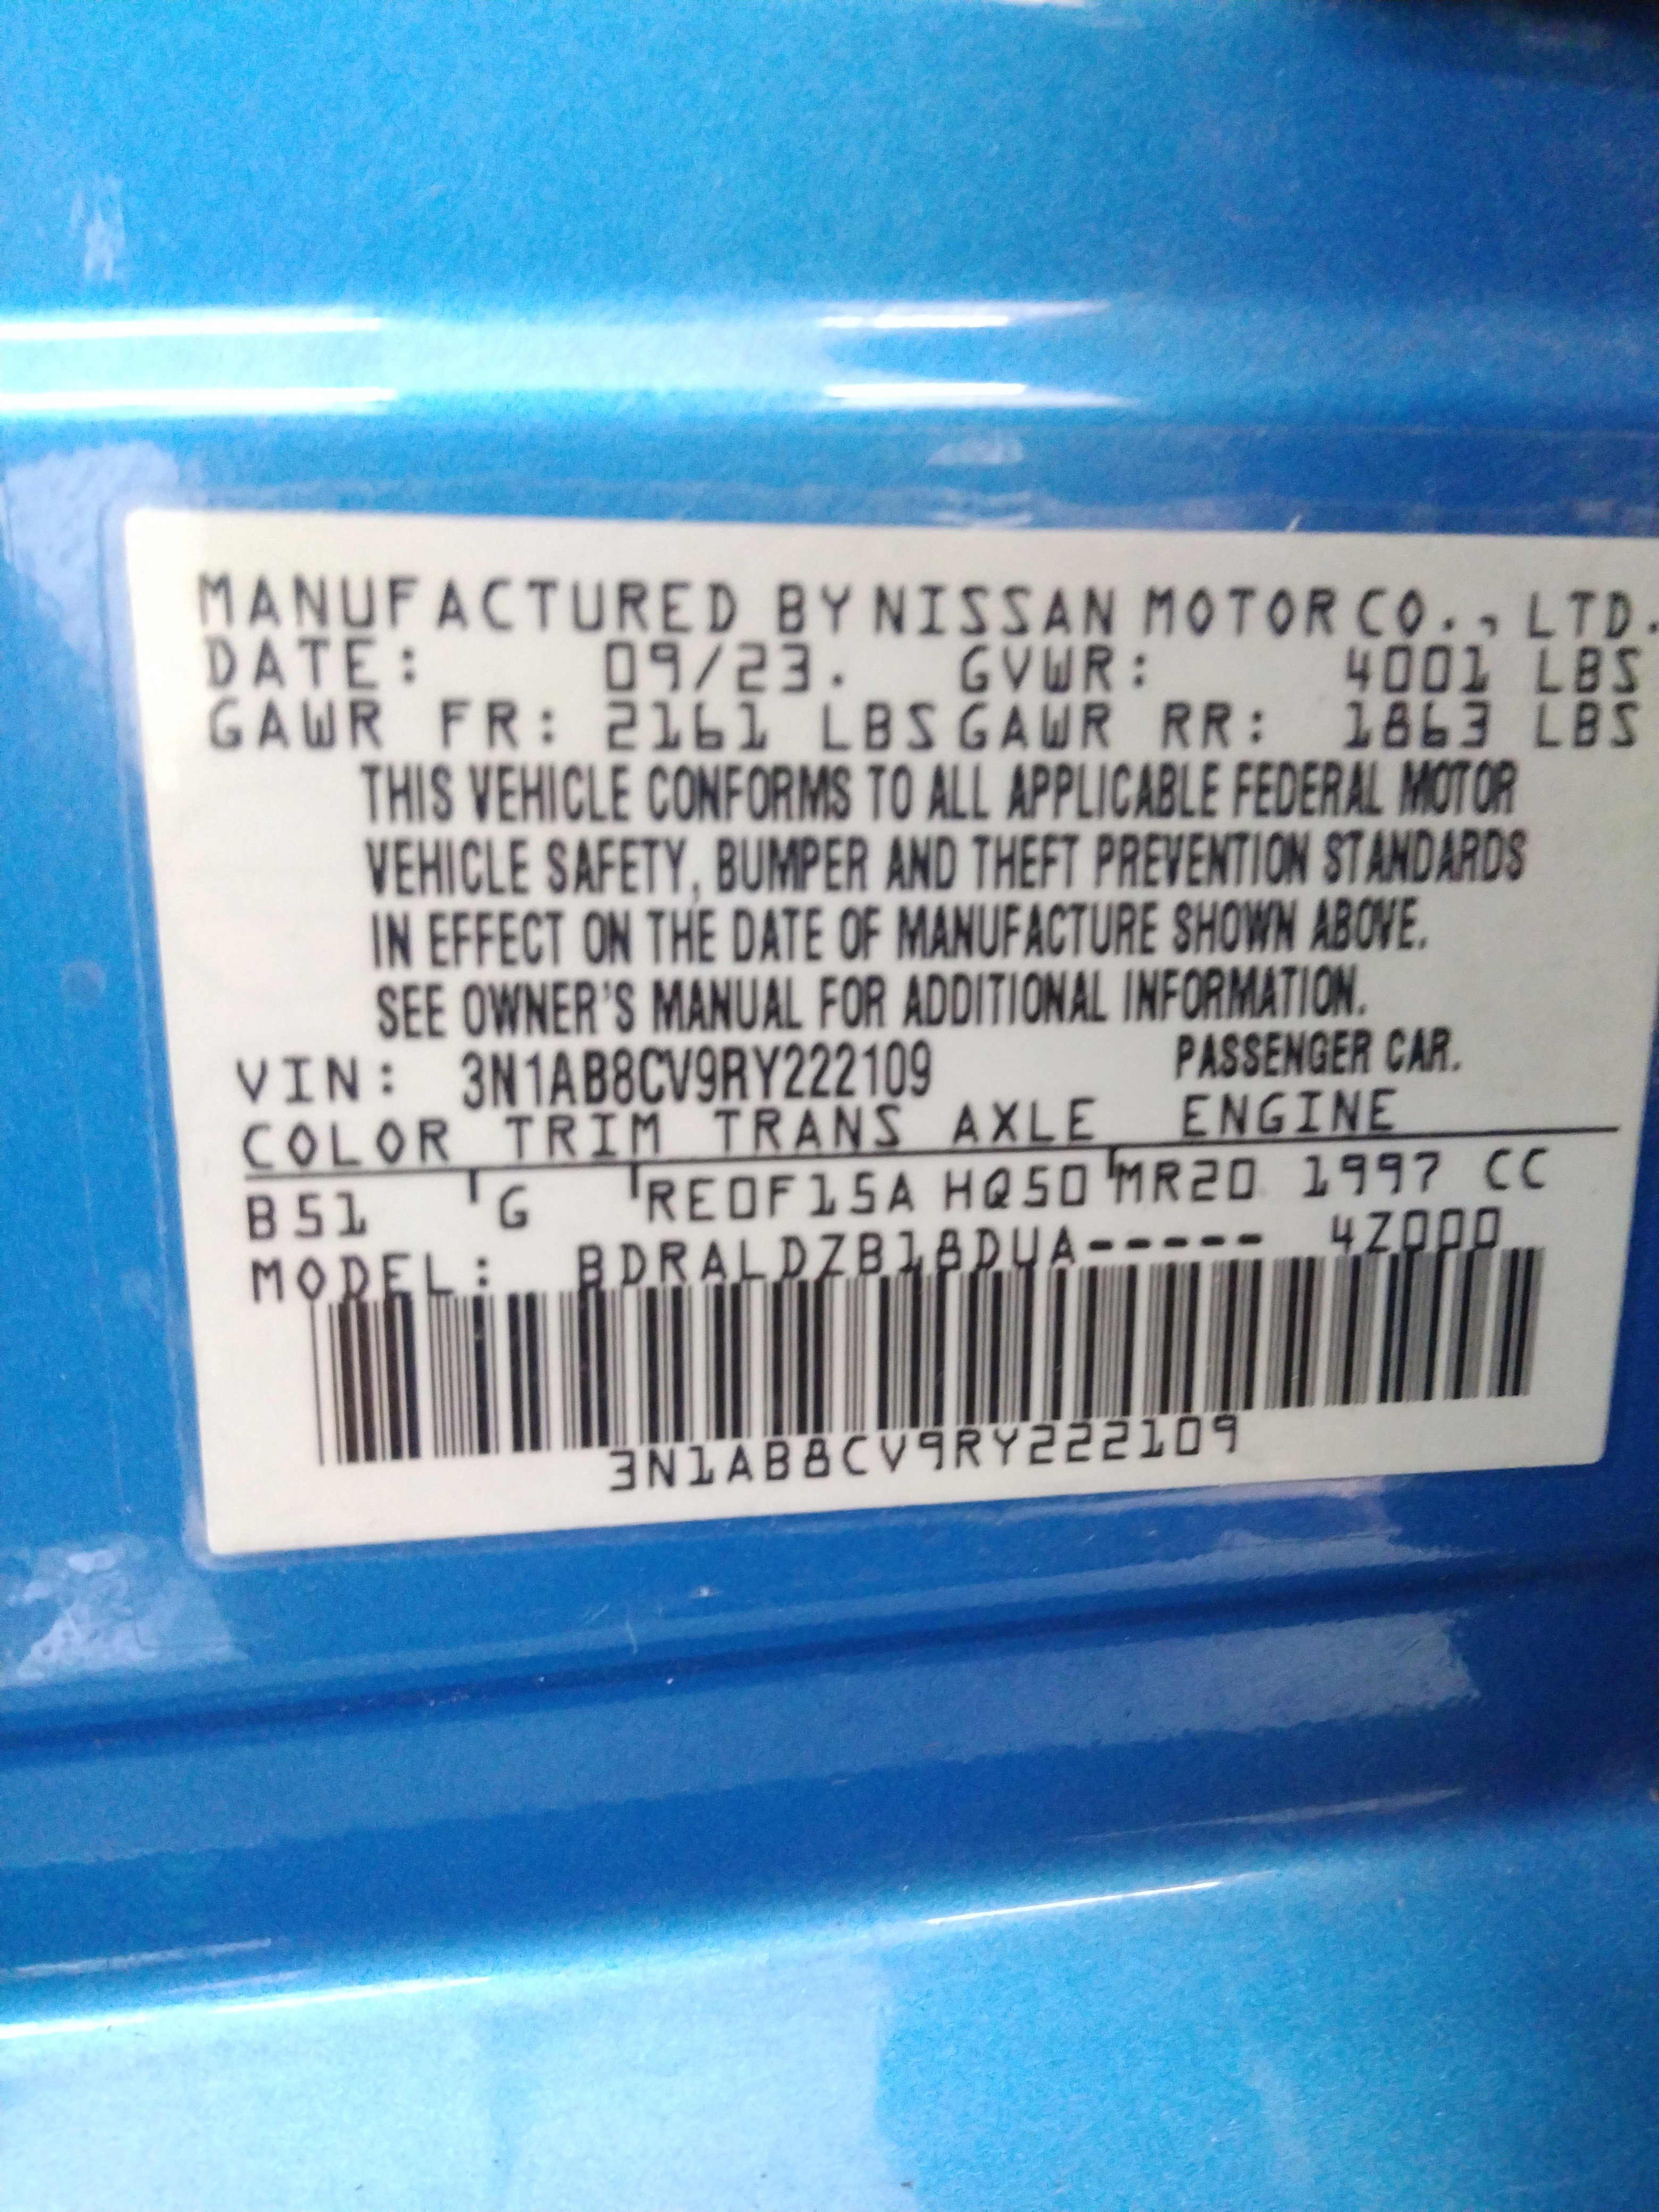 MANUFACTURED BY NISSAN MOTOR CO., LTD.
DATE: 09/23. GVWR: 4001 LBS
GAWR FR: 2161 LBS GAWR RR: 1863 LBS
THIS VEHICLE CONFORMS TO ALL APPLICABLE FEDERAL MOTOR
VEHICLE SAFETY, BUMPER AND THEFT PREVENTION STANDARDS
IN EFFECT ON THE DATE OF MANUFACTURE SHOWN ABOVE.
SEE OWNER'S MANUAL FOR ADDITIONAL INFORMATION.
VIN: 3N1AB8CV9RY222109 PASSENGER CAR.
COLOR TRIM TRANS AXLE ENGINE
B51 G RE0F15A HQ50 MR20 1997 CC
MODEL: BDRALDZB18DUA----- 4Z000
3N1AB8CV9RY222109